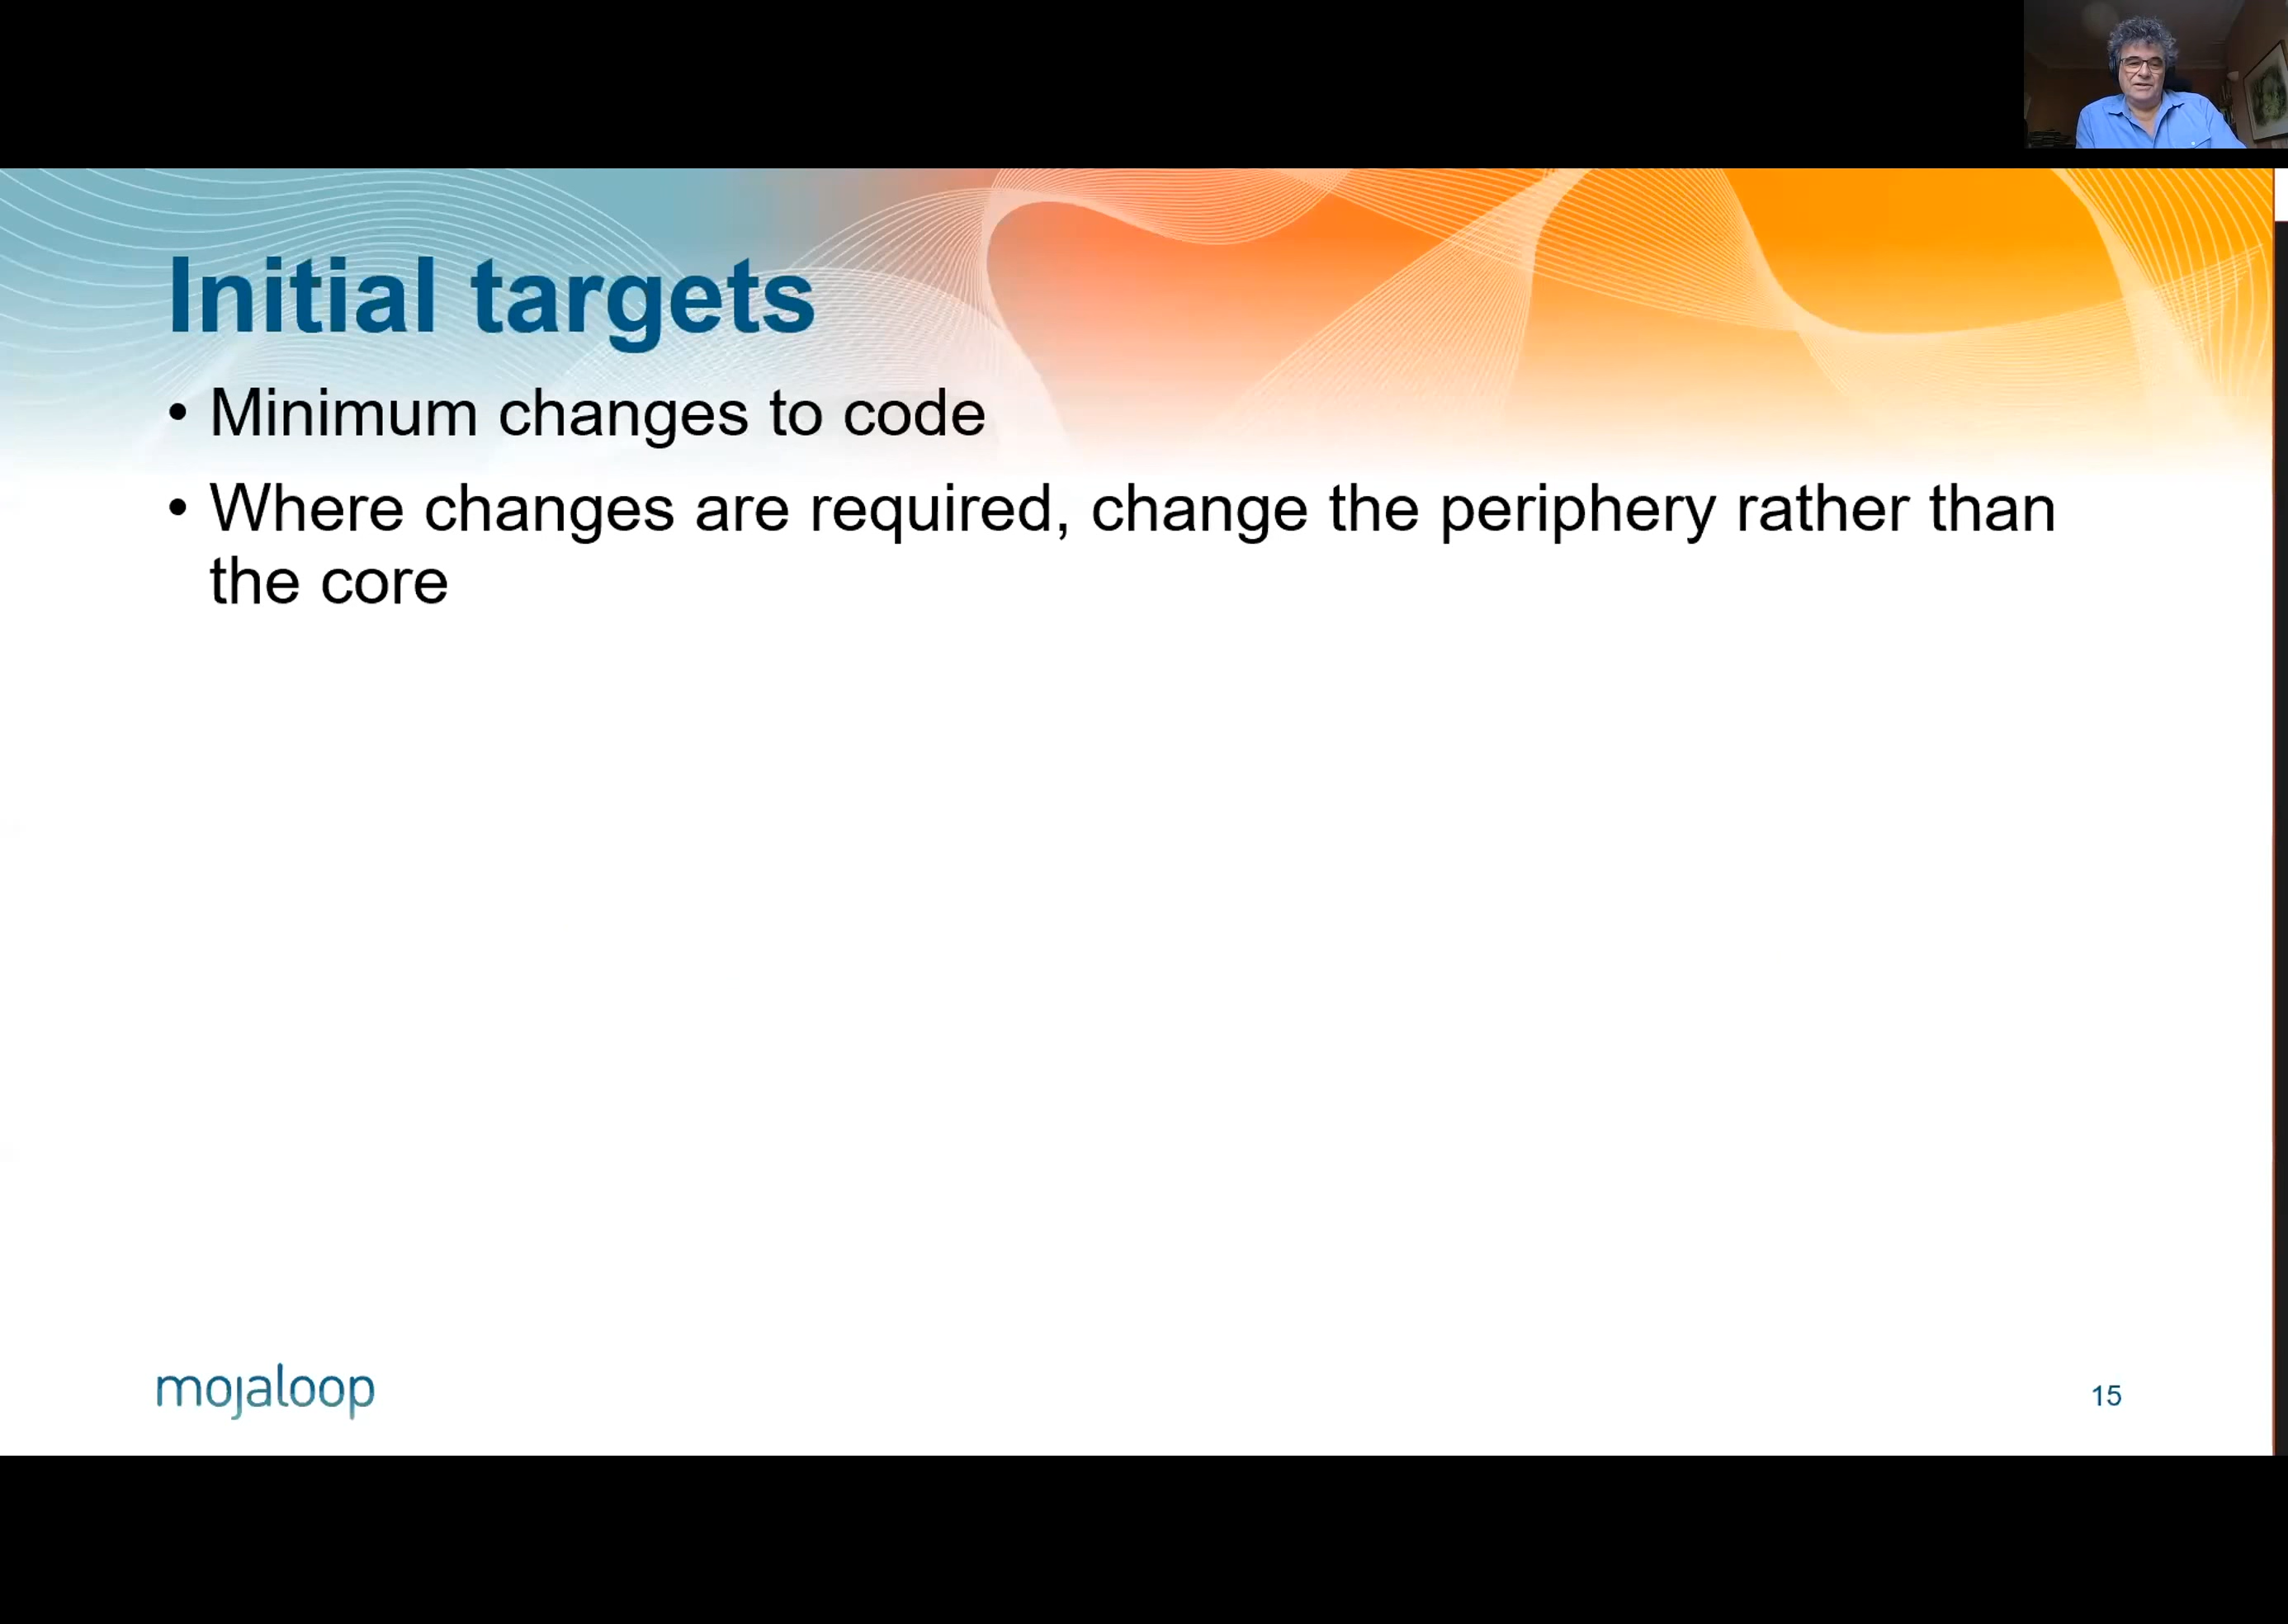 Initial targets
• Minimum changes to code
• Where changes are required, change the periphery rather than
the core
mojaloop
15